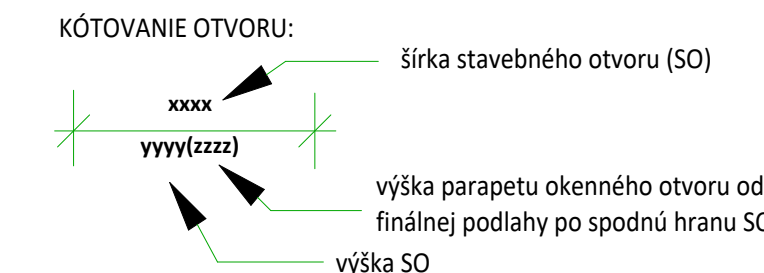 KÓTOVANIE OTVORU:
šírka stavebného otvoru (SO)
xxxx
yyyy(zzzz)
výška parapetu okenného otvoru od
finálnej podlahy po spodnú hranu SO
výška SO